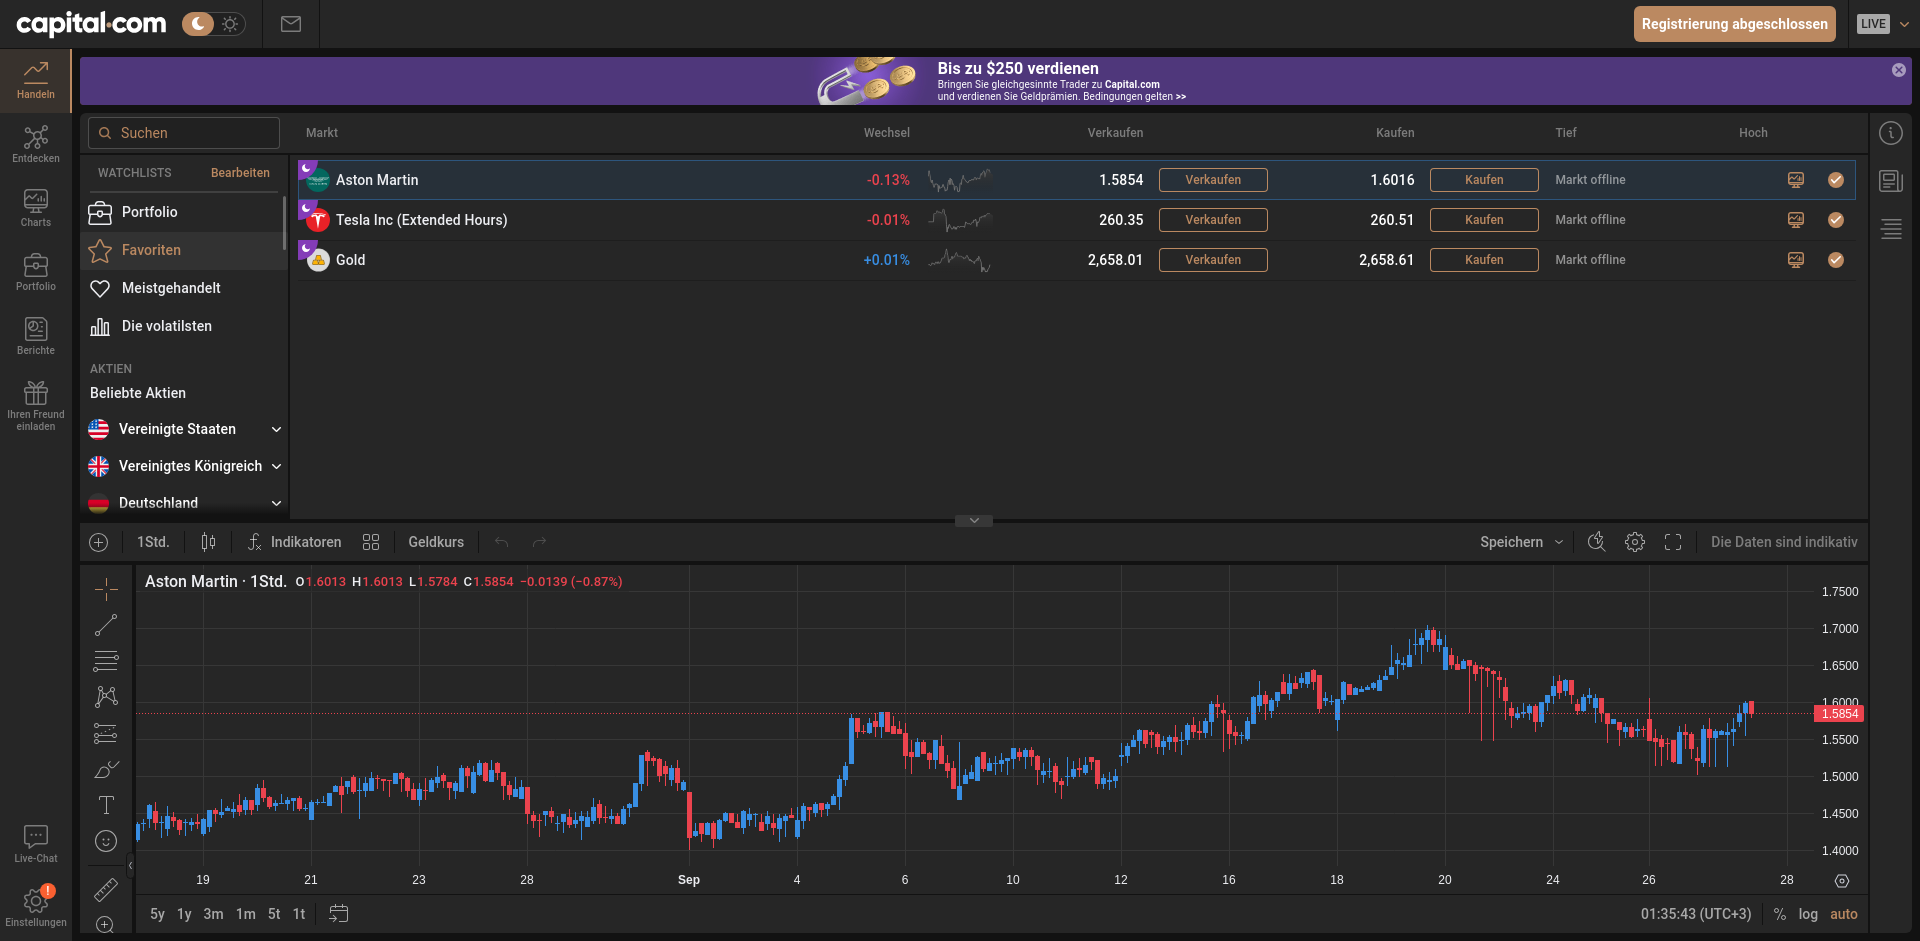 capital.com
Registrierung abgeschlossen
LIVE
Handeln
Entdecken
Charts
Portfolio
Berichte
Ihren Freund
einladen
Live-Chat
!
Einstellungen
Bis zu $250 verdienen
Bringen Sie gleichgesinnte Trader zu Capital.com
und verdienen Sie Geldprämien. Bedingungen gelten >>
Suchen
Markt Wechsel Verkaufen Kaufen Tief Hoch
WATCHLISTS Bearbeiten
Portfolio
Favoriten
Meistgehandelt
Die volatilsten
AKTIEN
Beliebte Aktien
Vereinigte Staaten
Vereinigtes Königreich
Deutschland
Aston Martin -0.13% 1.5854 Verkaufen 1.6016 Kaufen Markt offline
Tesla Inc (Extended Hours) -0.01% 260.35 Verkaufen 260.51 Kaufen Markt offline
Gold +0.01% 2,658.01 Verkaufen 2,658.61 Kaufen Markt offline
1Std. Indikatoren Geldkurs Speichern Die Daten sind indikativ
Aston Martin · 1Std. O1.6013 H1.6013 L1.5784 C1.5854 −0.0139 (−0.87%)
1.7500
1.7000
1.6500
1.6000
1.5854
1.5500
1.5000
1.4500
1.4000
19 21 23 28 Sep 4 6 10 12 16 18 20 24 26 28
5y 1y 3m 1m 5t 1t 01:35:43 (UTC+3) % log auto